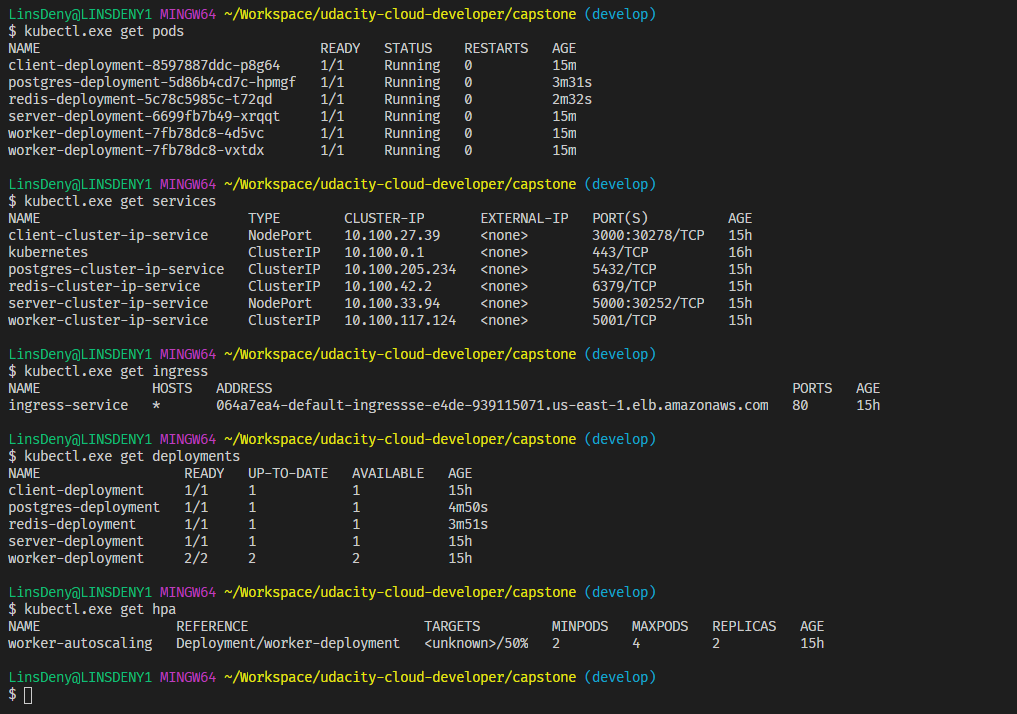 LinsDeny@LINSDENY1 MINGW64 ~/Workspace/udacity-cloud-developer/capstone (develop)
$ kubectl.exe get pods
NAME READY STATUS RESTARTS AGE
client-deployment-8597887ddc-p8g64 1/1 Running 0 15m
postgres-deployment-5d86b4cd7c-hpmgf 1/1 Running 0 3m31s
redis-deployment-5c78c5985c-t72qd 1/1 Running 0 2m32s
server-deployment-6699fb7b49-xrqqt 1/1 Running 0 15m
worker-deployment-7fb78dc8-4d5vc 1/1 Running 0 15m
worker-deployment-7fb78dc8-vxtdx 1/1 Running 0 15m
LinsDeny@LINSDENY1 MINGW64 ~/Workspace/udacity-cloud-developer/capstone (develop)
$ kubectl.exe get services
NAME TYPE CLUSTER-IP EXTERNAL-IP PORT(S) AGE
client-cluster-ip-service NodePort 10.100.27.39 <none> 3000:30278/TCP 15h
kubernetes ClusterIP 10.100.0.1 <none> 443/TCP 16h
postgres-cluster-ip-service ClusterIP 10.100.205.234 <none> 5432/TCP 15h
redis-cluster-ip-service ClusterIP 10.100.42.2 <none> 6379/TCP 15h
server-cluster-ip-service NodePort 10.100.33.94 <none> 5000:30252/TCP 15h
worker-cluster-ip-service ClusterIP 10.100.117.124 <none> 5001/TCP 15h
LinsDeny@LINSDENY1 MINGW64 ~/Workspace/udacity-cloud-developer/capstone (develop)
$ kubectl.exe get ingress
NAME HOSTS ADDRESS PORTS AGE
ingress-service * 064a7ea4-default-ingressse-e4de-939115071.us-east-1.elb.amazonaws.com 80 15h
LinsDeny@LINSDENY1 MINGW64 ~/Workspace/udacity-cloud-developer/capstone (develop)
$ kubectl.exe get deployments
NAME READY UP-TO-DATE AVAILABLE AGE
client-deployment 1/1 1 1 15h
postgres-deployment 1/1 1 1 4m50s
redis-deployment 1/1 1 1 3m51s
server-deployment 1/1 1 1 15h
worker-deployment 2/2 2 2 15h
LinsDeny@LINSDENY1 MINGW64 ~/Workspace/udacity-cloud-developer/capstone (develop)
$ kubectl.exe get hpa
NAME REFERENCE TARGETS MINPODS MAXPODS REPLICAS AGE
worker-autoscaling Deployment/worker-deployment <unknown>/50% 2 4 2 15h
LinsDeny@LINSDENY1 MINGW64 ~/Workspace/udacity-cloud-developer/capstone (develop)
$